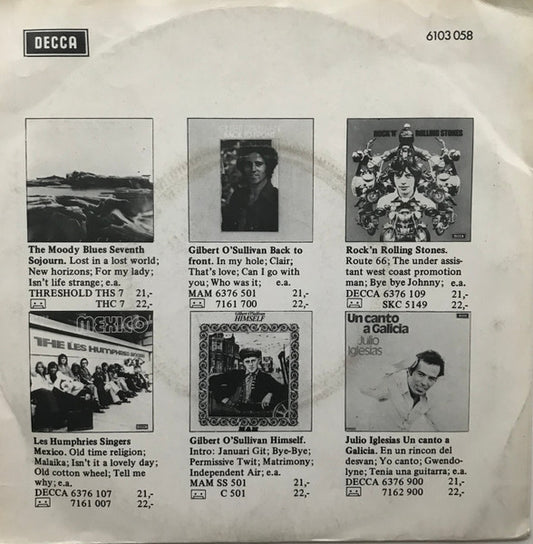 DECCA
6103 058
ROCK'N' ROLLING STONES
The Moody Blues Seventh
Sojourn. Lost in a lost world;
New horizons; For my lady;
Isn't life strange; e.a.
THRESHOLD THS 7 21,-
THC 7 22,-
Gilbert O'Sullivan Back to
front. In my hole; Clair;
That's love; Can I go with
you; Who was it; e.a.
MAM 6376 501 21,-
7161 700 22,-
Rock'n Rolling Stones.
Route 66; The under assis-
tant west coast promotion
man; Bye bye Johnny; e.a.
DECCA 6376 109 21,-
SKC 5149 22,-
MEXICO
THE LES HUMPHRIES SINGERS
Les Humphries Singers
Mexico. Old time religion;
Malaika; Isn't it a lovely day;
Old cotton wheel; Tell me
why; e.a.
DECCA 6376 107 21,-
7161 007 22,-
Gilbert O'Sullivan
HIMSELF
MAM
Gilbert O'Sullivan Himself.
Intro: Januari Git; Bye-Bye;
Permissive Twit; Matrimony;
Independent Air; e.a.
MAM SS 501 21,-
C 501 22,-
Un canto
a Galicia
Julio
Iglesias
Julio Iglesias Un canto a
Galicia. En un rincon del
desvan; Yo canto; Gwendo-
lyne; Tenia una guitarra; e.a.
DECCA 6376 900 21,-
7162 900 22,-